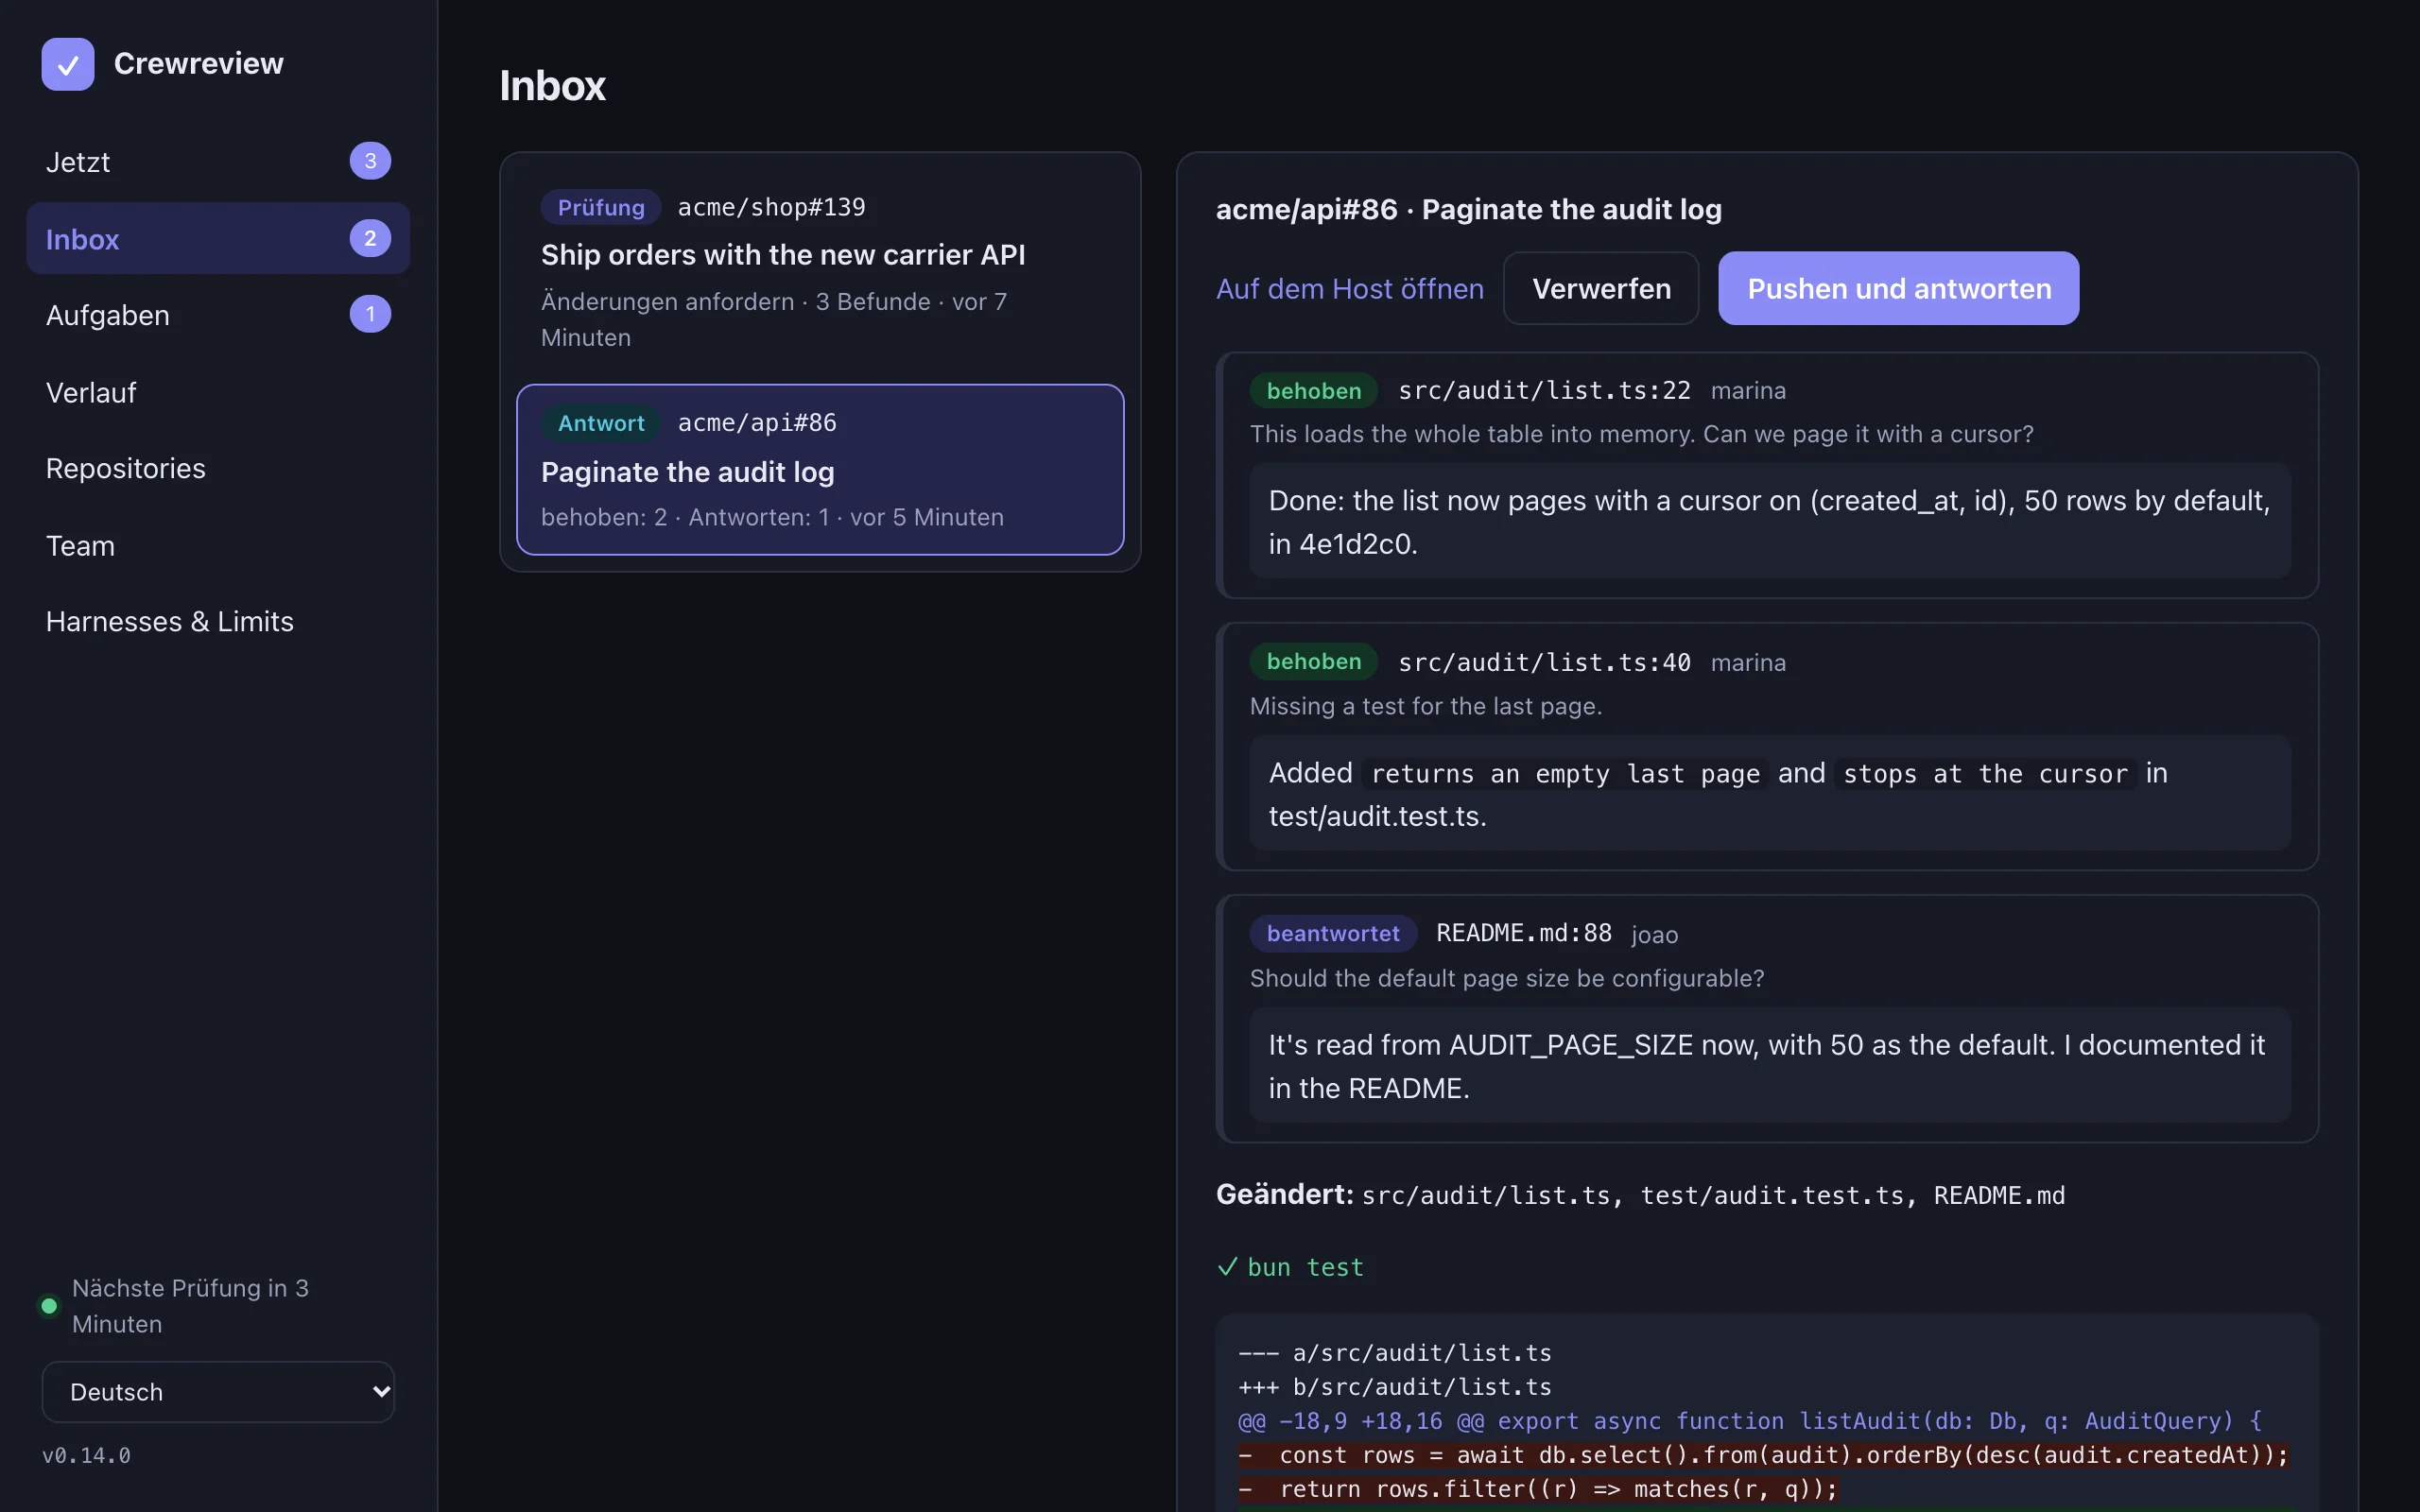 Crewreview
Jetzt 3
Inbox 2
Aufgaben 1
Verlauf
Repositories
Team
Harnesses & Limits
Nächste Prüfung in 3
Minuten
Deutsch
v0.14.0
Inbox
Prüfung acme/shop#139
Ship orders with the new carrier API
Änderungen anfordern · 3 Befunde · vor 7
Minuten
Antwort acme/api#86
Paginate the audit log
behoben: 2 · Antworten: 1 · vor 5 Minuten
acme/api#86 · Paginate the audit log
Auf dem Host öffnen Verwerfen Pushen und antworten
behoben src/audit/list.ts:22 marina
This loads the whole table into memory. Can we page it with a cursor?
Done: the list now pages with a cursor on (created_at, id), 50 rows by default,
in 4e1d2c0.
behoben src/audit/list.ts:40 marina
Missing a test for the last page.
Added returns an empty last page and stops at the cursor in
test/audit.test.ts.
beantwortet README.md:88 joao
Should the default page size be configurable?
It's read from AUDIT_PAGE_SIZE now, with 50 as the default. I documented it
in the README.
Geändert: src/audit/list.ts, test/audit.test.ts, README.md
✓ bun test
--- a/src/audit/list.ts
+++ b/src/audit/list.ts
@@ -18,9 +18,16 @@ export async function listAudit(db: Db, q: AuditQuery) {
-  const rows = await db.select().from(audit).orderBy(desc(audit.createdAt));
-  return rows.filter((r) => matches(r, q));